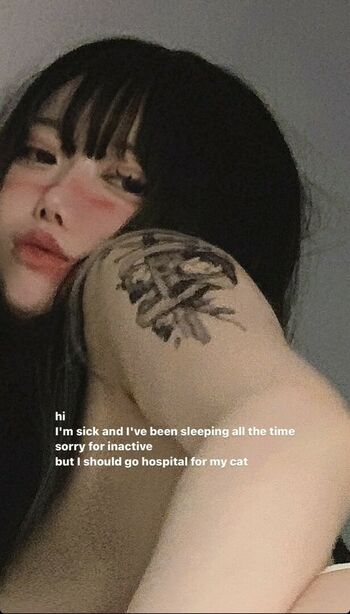 hi
I'm sick and I've been sleeping all the time
sorry for inactive
but I should go hospital for my cat